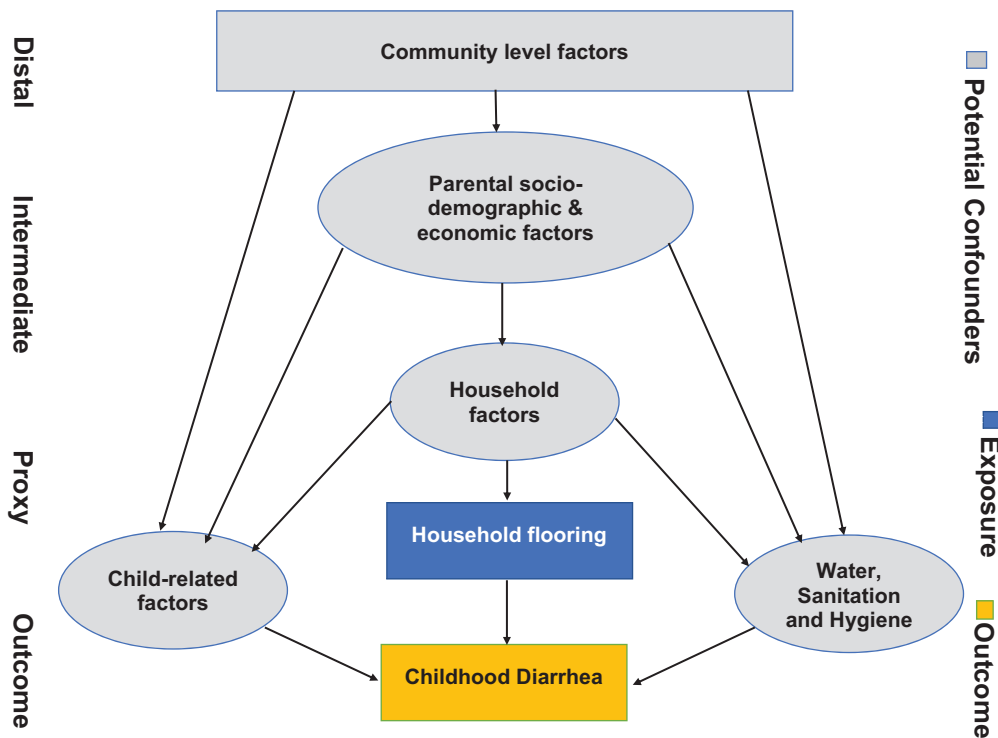 Community level factors
Parental socio-
demographic &
economic factors
Household
factors
Household flooring
Child-related
factors
Water,
Sanitation
and Hygiene
Childhood Diarrhea
Distal
Intermediate
Proxy
Outcome
Potential Confounders
Exposure
Outcome